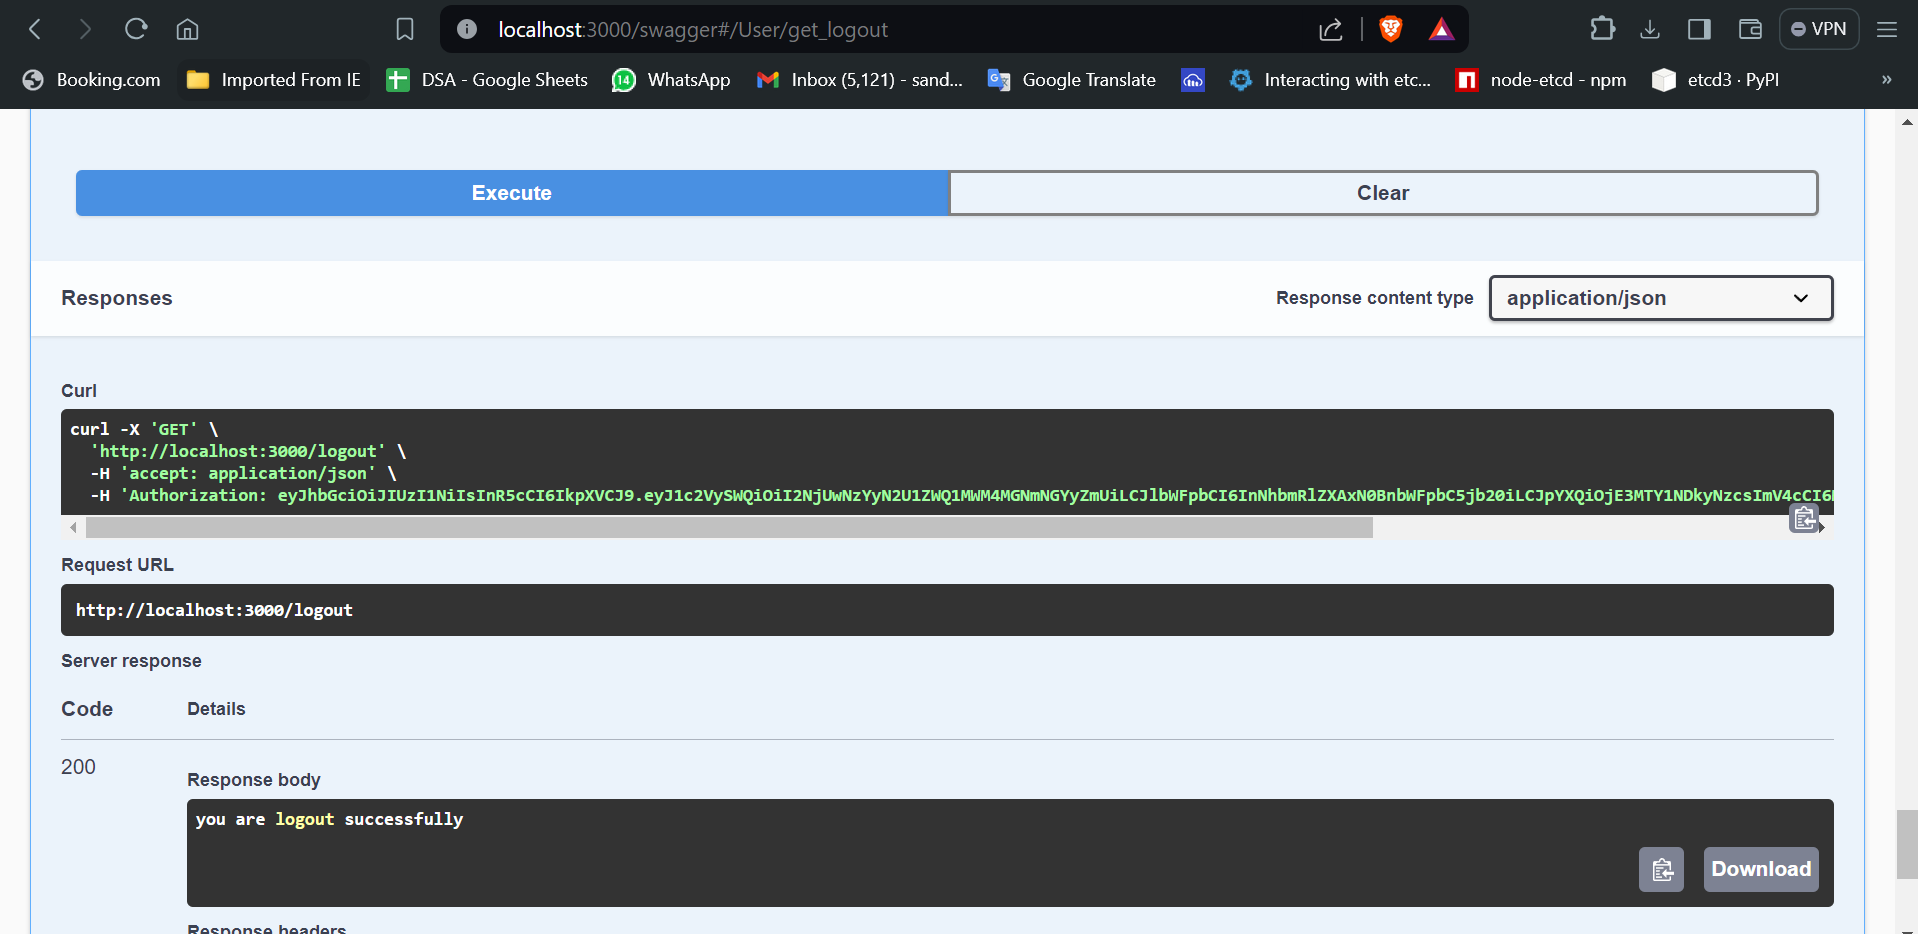 localhost:3000/swagger#/User/get_logout
VPN
Booking.com
Imported From IE
DSA - Google Sheets
14
WhatsApp
Inbox (5,121) - sand...
Google Translate
Interacting with etc...
node-etcd - npm
etcd3 · PyPI
»
Execute
Clear
Responses
Response content type
application/json
Curl
curl -X 'GET' \
'http://localhost:3000/logout' \
-H 'accept: application/json' \
-H 'Authorization: eyJhbGciOiJIUzI1NiIsInR5cCI6IkpXVCJ9.eyJ1c2VySWQiOiI2NjUwNzYyN2U1ZWQ1MWM4MGNmNGYyZmUiLCJlbWFpbCI6InNhbmRlZXAxN0BnbWFpbC5jb20iLCJpYXQiOjE3MTY1NDkyNzcsImV4cCI6
Request URL
http://localhost:3000/logout
Server response
Code
Details
200
Response body
you are logout successfully
Download
Response headers